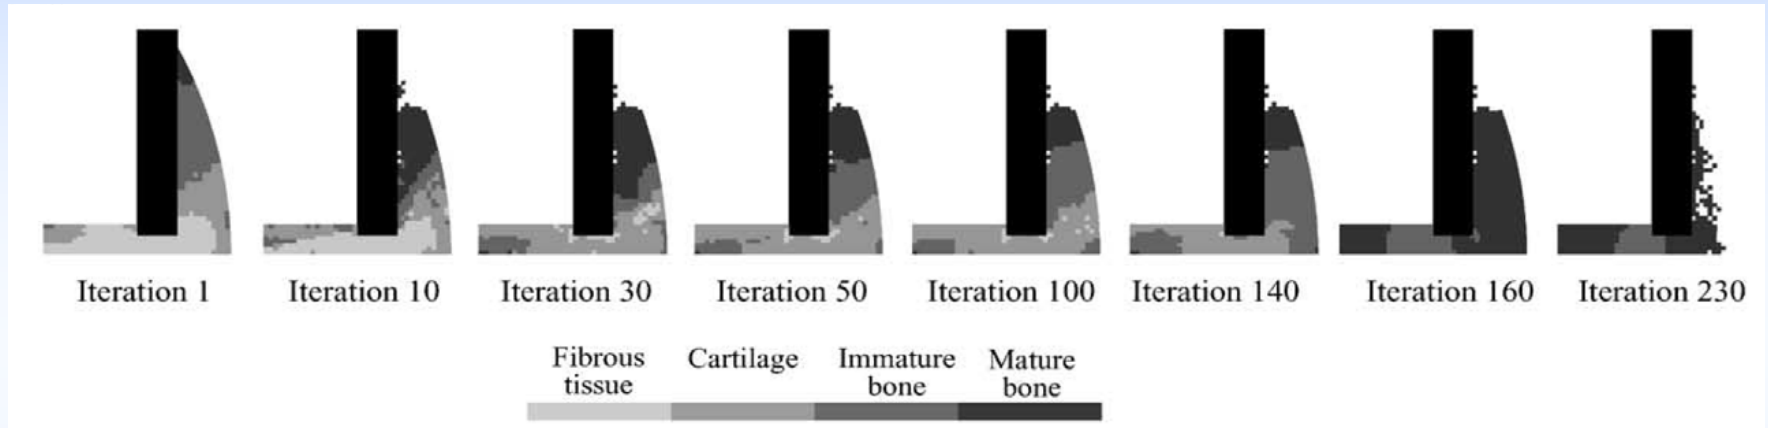 Iteration 1
Iteration 10
Iteration 30
Iteration 50
Iteration 100
Iteration 140
Iteration 160
Iteration 230
Fibrous
tissue
Cartilage
Immature
bone
Mature
bone